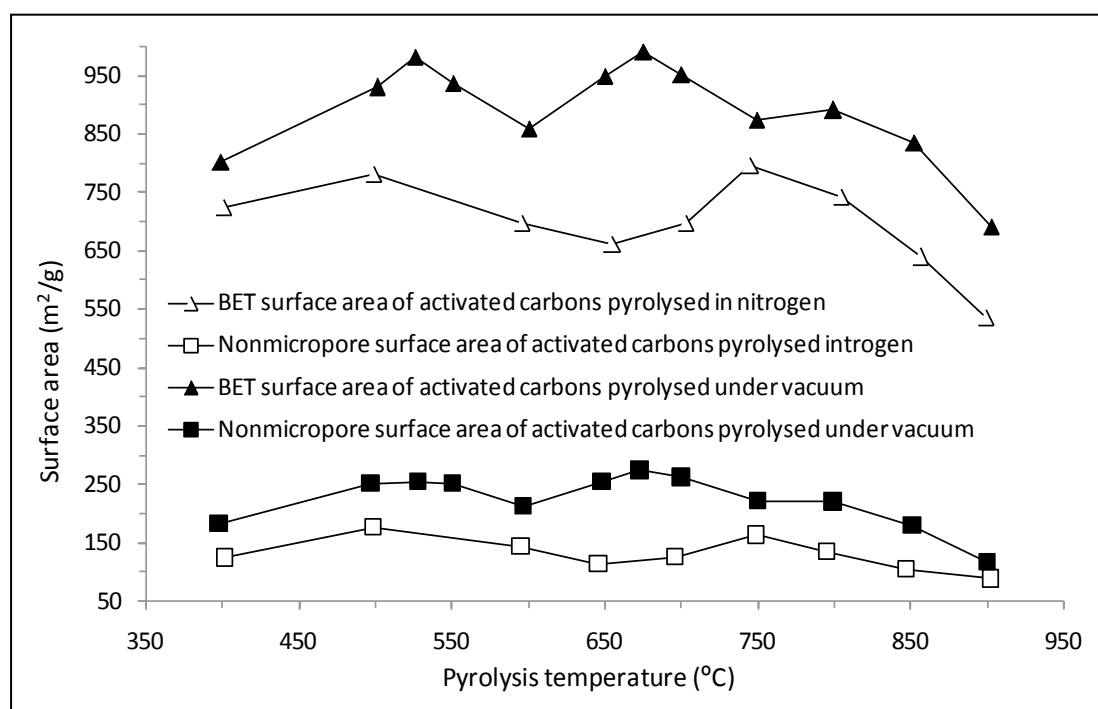 950
850
750
650
550
450
350
250
150
50
Surface area (m²/g)
BET surface area of activated carbons pyrolysed in nitrogen
Nonmicropore surface area of activated carbons pyrolysed introgen
BET surface area of activated carbons pyrolysed under vacuum
Nonmicropore surface area of activated carbons pyrolysed under vacuum
350 450 550 650 750 850 950
Pyrolysis temperature (⁰C)